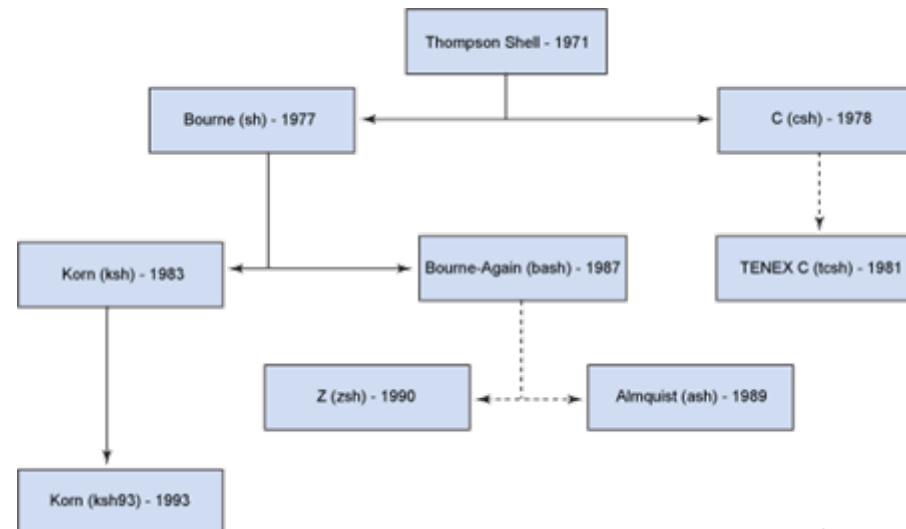 Thompson Shell - 1971
Bourne (sh) - 1977
C (csh) - 1978
Korn (ksh) - 1983
Bourne-Again (bash) - 1987
TENEX C (tcsh) - 1981
Z (zsh) - 1990
Almquist (ash) - 1989
Korn (ksh93) - 1993